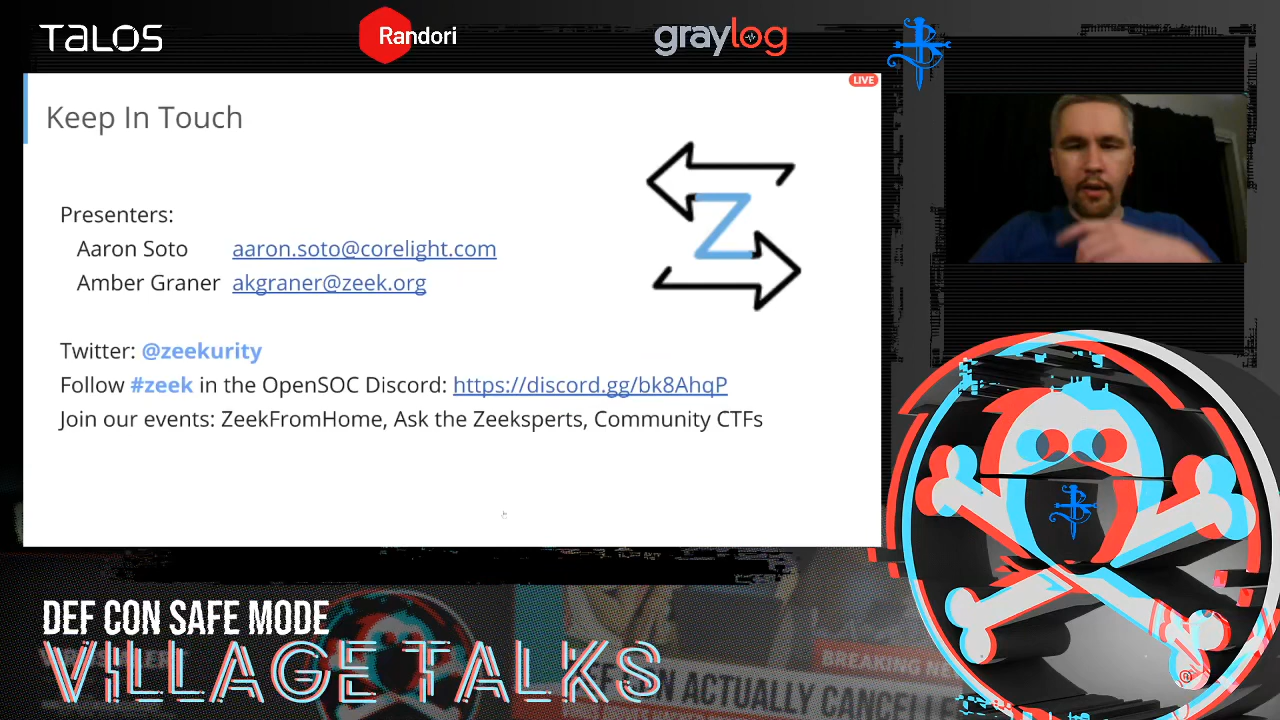 TALOS
Randori
graylog
LIVE
Keep In Touch
Z
Presenters:
Aaron Soto aaron.soto@corelight.com
Amber Graner akgraner@zeek.org
Twitter: @zeekurity
Follow #zeek in the OpenSOC Discord: https://discord.gg/bk8AhqP
Join our events: ZeekFromHome, Ask the Zeeksperts, Community CTFs
DEF CON SAFE MODE
VILLAGE TALKS
BREAKING NE
CON ACTUALLY CANCELLE
®